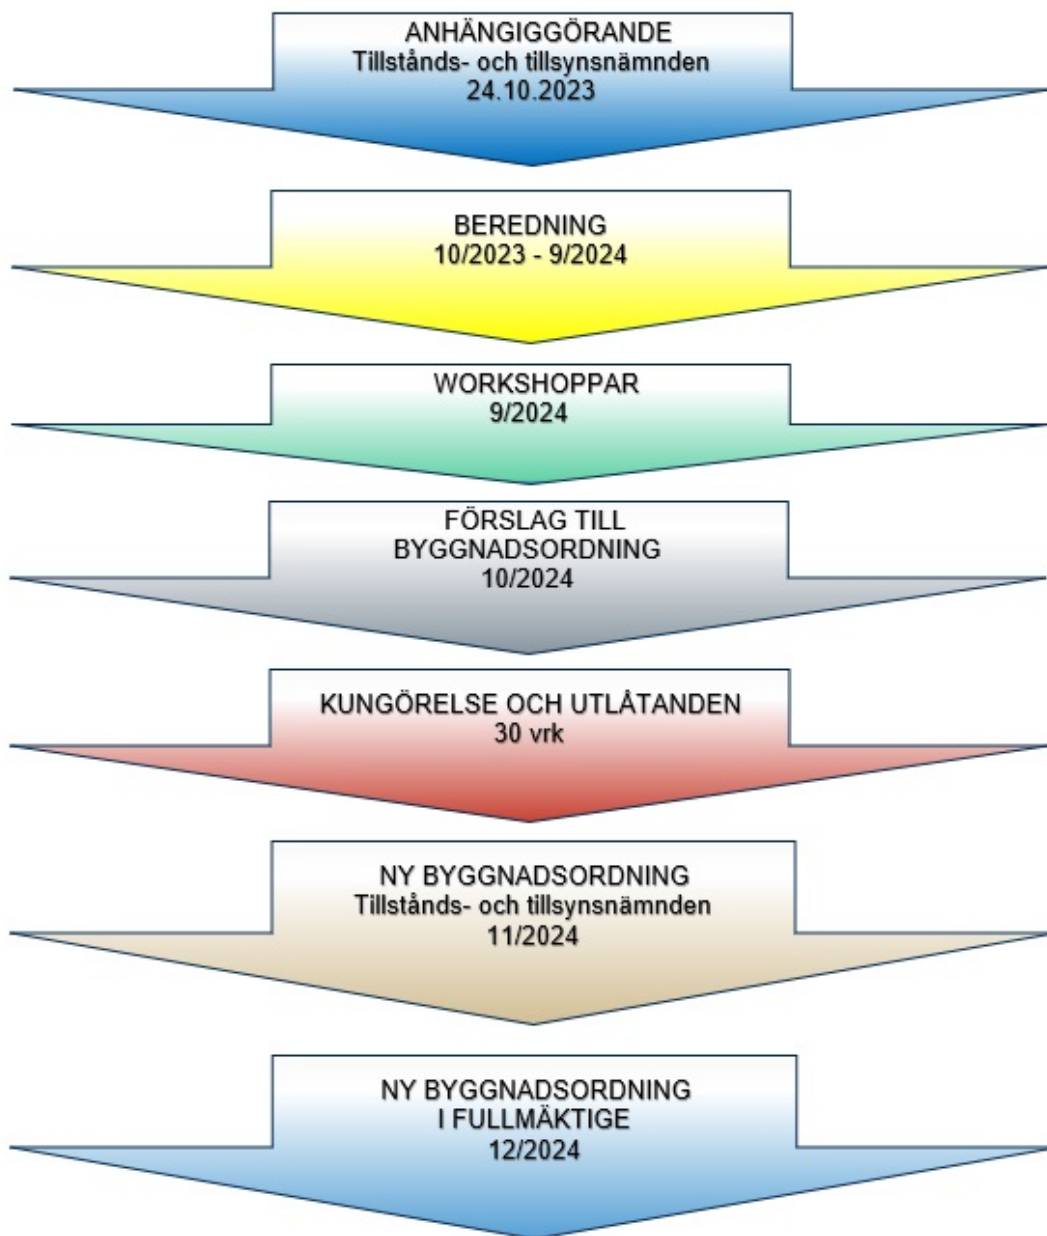 ANHÄNGIGGÖRANDE
Tillstånds- och tillsynsnämnden
24.10.2023
BEREDNING
10/2023 - 9/2024
WORKSHOPPAR
9/2024
FÖRSLAG TILL
BYGGNADSORDNING
10/2024
KUNGÖRELSE OCH UTLÅTANDEN
30 vrk
NY BYGGNADSORDNING
Tillstånds- och tillsynsnämnden
11/2024
NY BYGGNADSORDNING
I FULLMÄKTIGE
12/2024